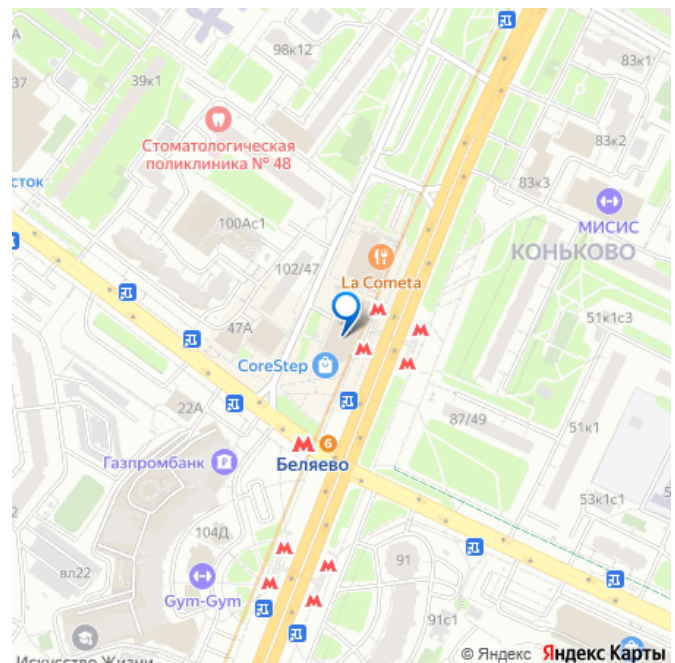 98к12
83к1
А
37
39к1
Стоматологическая
поликлиника № 48
83к2
83к3
сток
МИСИС
100Ас1
КОНЬКОВО
102/47
La Cometa
47А
51к1с3
CoreStep
22А
87/49
51к1
6
Беляево
Газпромбанк
53к1с1
104Д
91
вл22
Gym-Gym
91с1
Искусство Жизни
© Яндекс Яндекс Карты